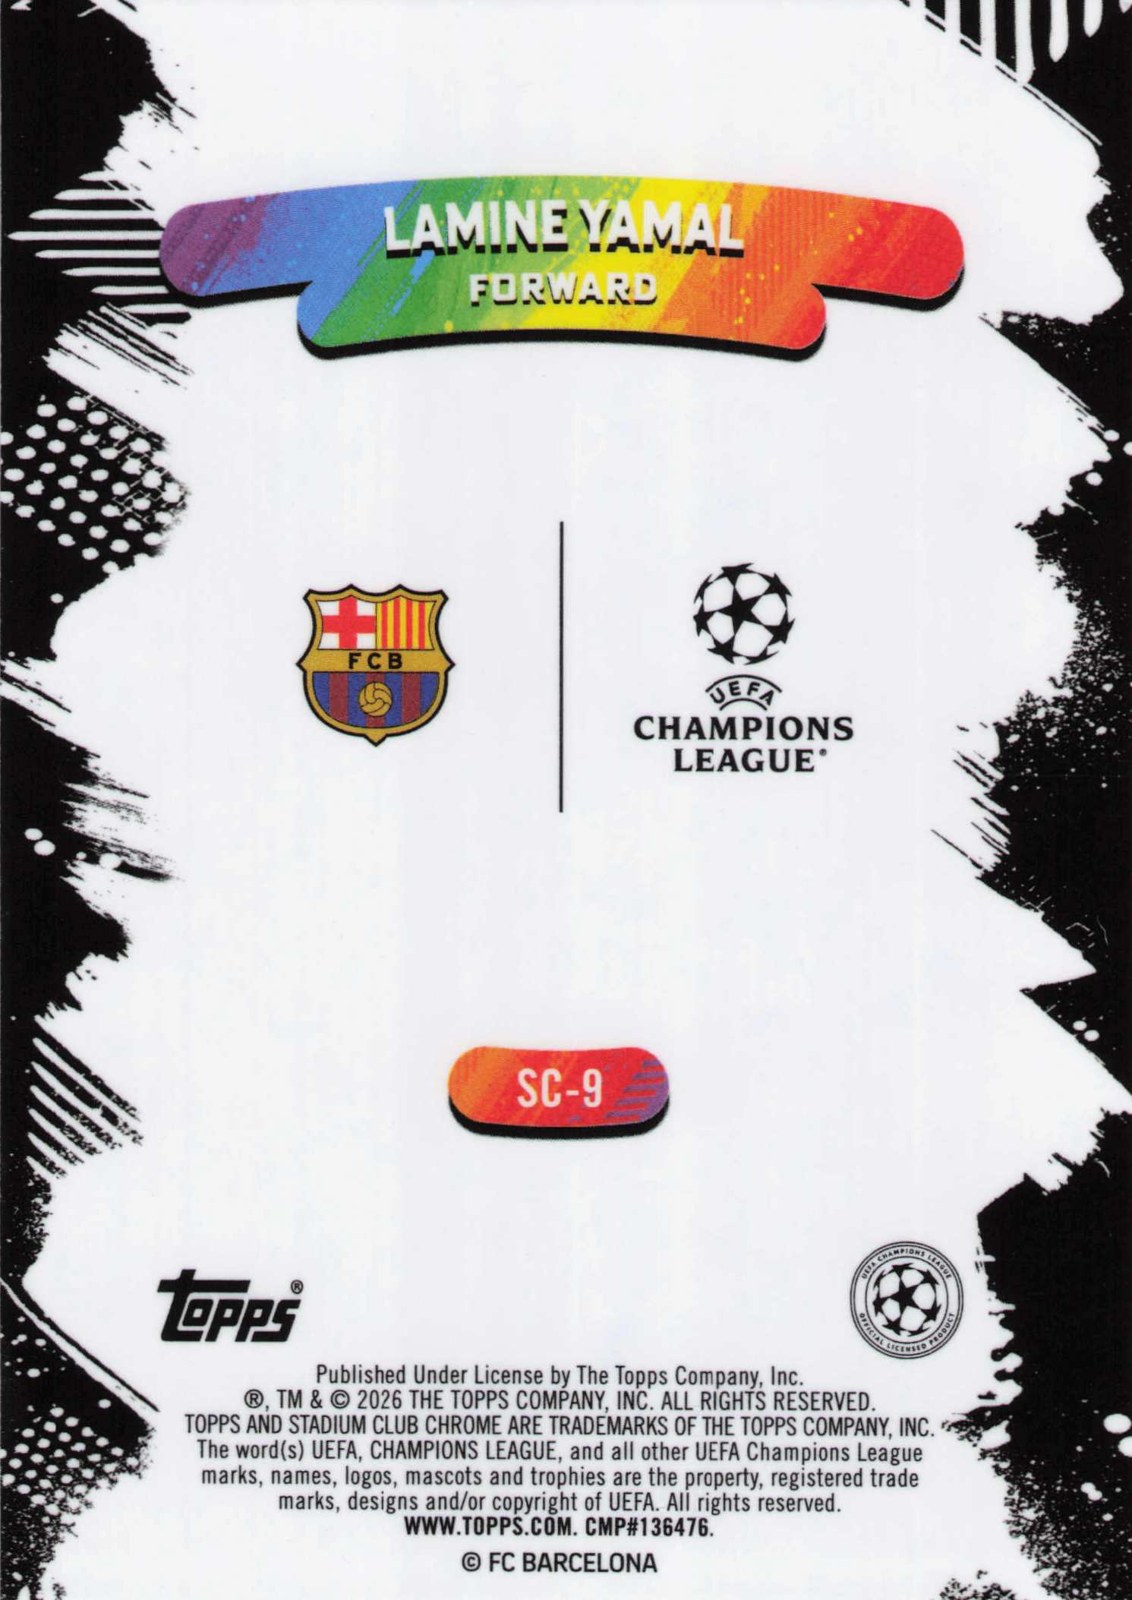 LAMINE YAMAL
FORWARD
FCB
UEFA
CHAMPIONS
LEAGUE®
SC-9
topps®
UEFA CHAMPIONS LEAGUE
OFFICIAL LICENSED PRODUCT
Published Under License by The Topps Company, Inc.
®, TM & © 2026 THE TOPPS COMPANY, INC. ALL RIGHTS RESERVED.
TOPPS AND STADIUM CLUB CHROME ARE TRADEMARKS OF THE TOPPS COMPANY, INC.
The word(s) UEFA, CHAMPIONS LEAGUE, and all other UEFA Champions League
marks, names, logos, mascots and trophies are the property, registered trade
marks, designs and/or copyright of UEFA. All rights reserved.
WWW.TOPPS.COM. CMP#136476.
© FC BARCELONA